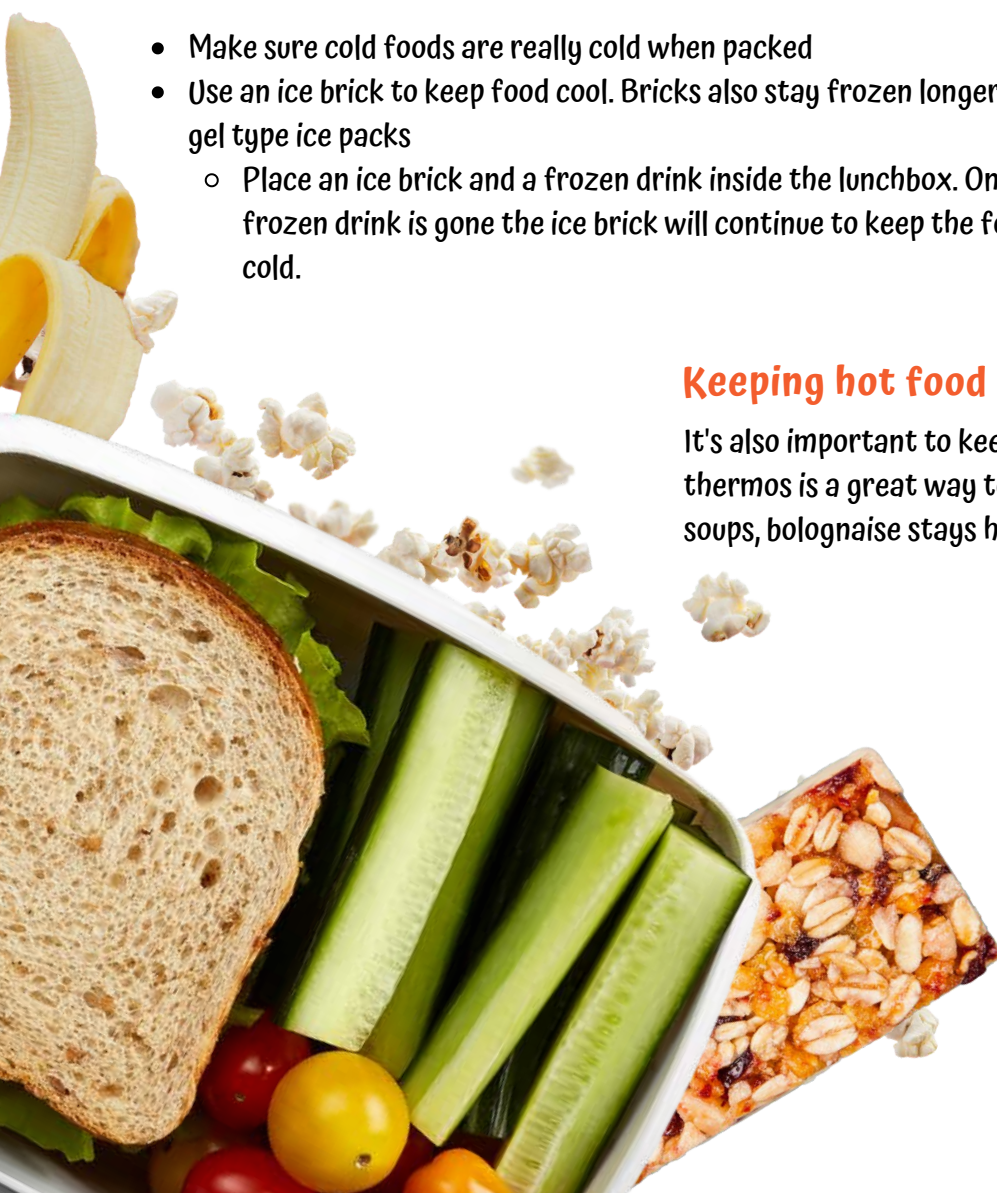 Make sure cold foods are really cold when packed
Use an ice brick to keep food cool. Bricks also stay frozen longer
gel type ice packs
Place an ice brick and a frozen drink inside the lunchbox. On
frozen drink is gone the ice brick will continue to keep the fo
cold.
Keeping hot food
It's also important to kee
thermos is a great way t
soups, bolognaise stays h